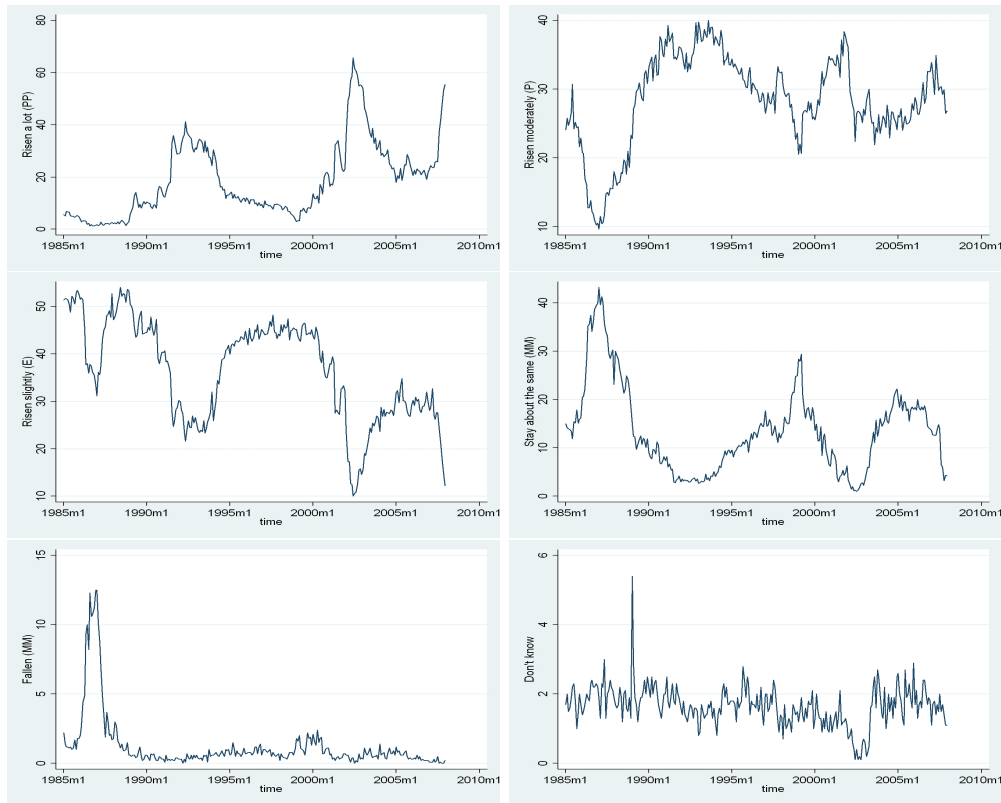 Risen a lot (PP)
80
60
40
20
0
1985m1 1990m1 1995m1 2000m1 2005m1 2010m1
time
Risen moderately (P)
40
30
20
10
1985m1 1990m1 1995m1 2000m1 2005m1 2010m1
time
Risen slightly (E)
50
40
30
20
10
1985m1 1990m1 1995m1 2000m1 2005m1 2010m1
time
Stay about the same (MM)
40
30
20
10
0
1985m1 1990m1 1995m1 2000m1 2005m1 2010m1
time
Fallen (MM)
15
10
5
0
1985m1 1990m1 1995m1 2000m1 2005m1 2010m1
time
Don't know
6
4
2
0
1985m1 1990m1 1995m1 2000m1 2005m1 2010m1
time